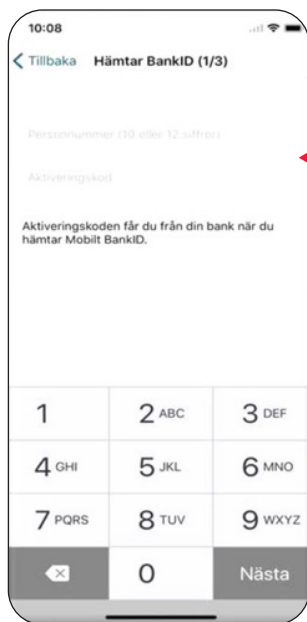 10:08
Tillbaka Hämtar BankID (1/3)
Personnummer (10 eller 12 siffror)
Aktiveringskod
Aktiveringskoden får du från din bank när du
hämtar Mobilt BankID.
1 2 ABC 3 DEF
4 GHI 5 JKL 6 MNO
7 PQRS 8 TUV 9 WXYZ
0 Nästa